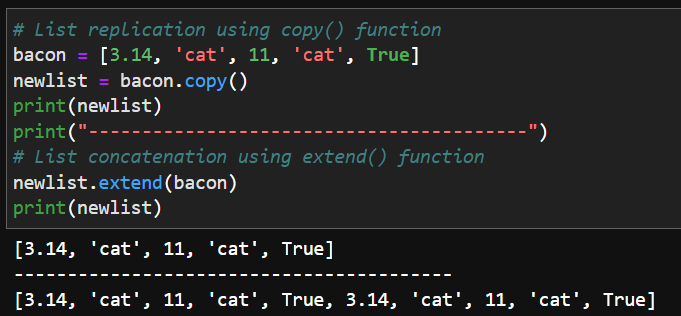 # List replication using copy() function
bacon = [3.14, 'cat', 11, 'cat', True]
newlist = bacon.copy()
print(newlist)
print("-----------------------------------------")
# List concatenation using extend() function
newlist.extend(bacon)
print(newlist)
[3.14, 'cat', 11, 'cat', True]
-----------------------------------------
[3.14, 'cat', 11, 'cat', True, 3.14, 'cat', 11, 'cat', True]